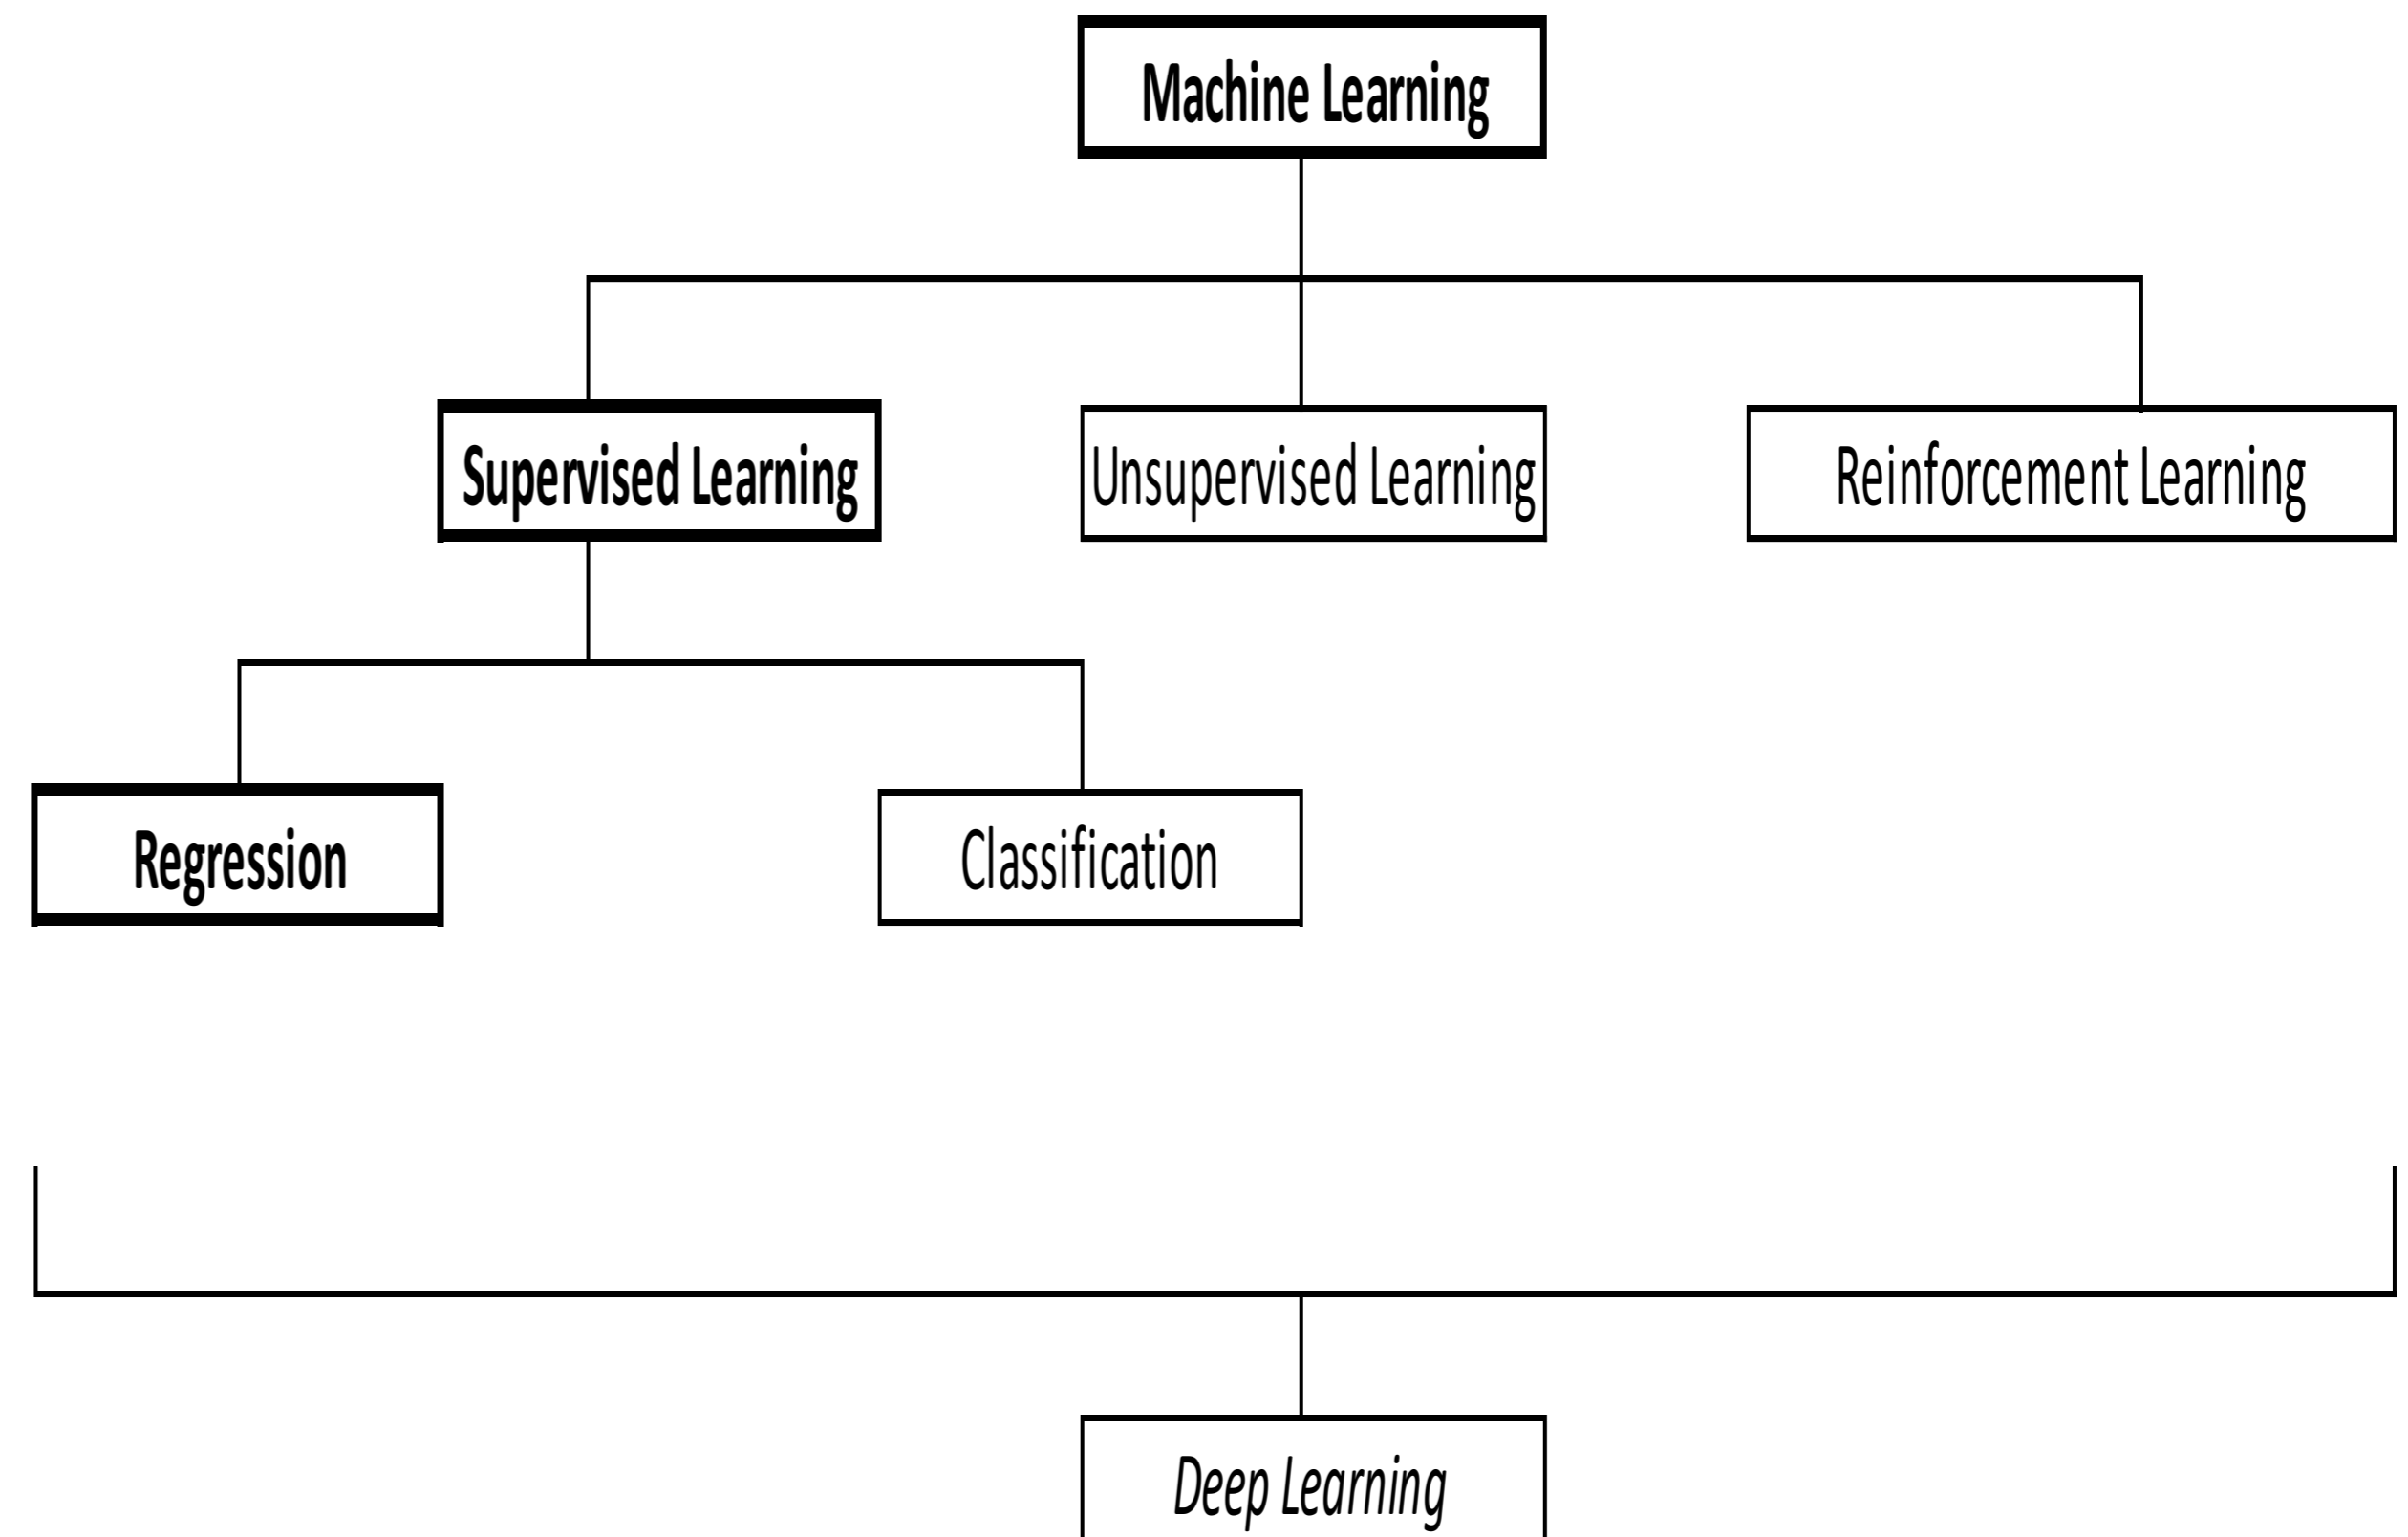 Machine Learning
Supervised Learning
Unsupervised Learning
Reinforcement Learning
Regression
Classification
Deep Learning